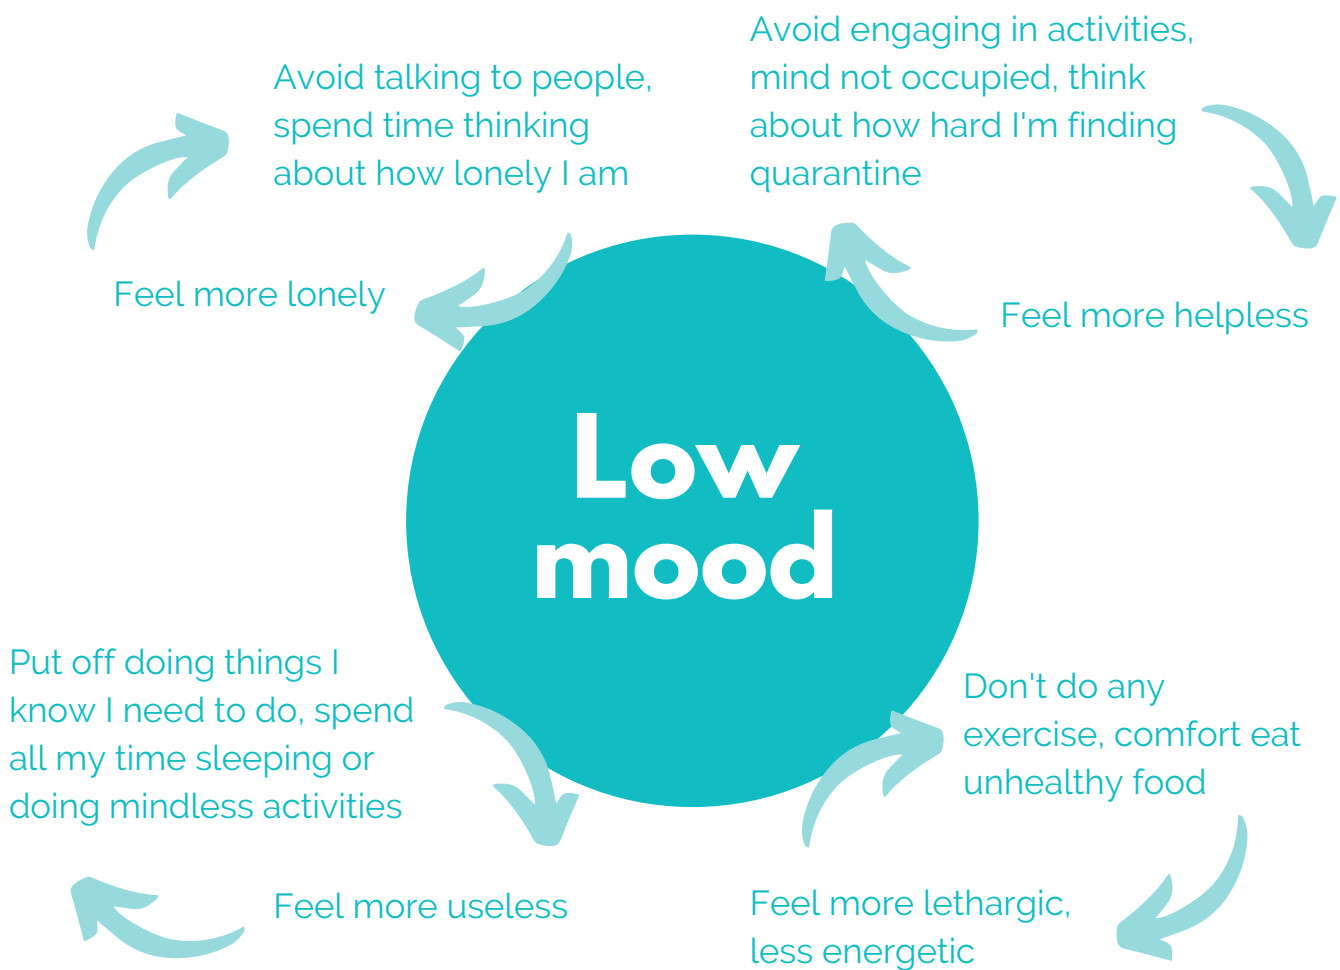 Avoid talking to people,
spend time thinking
about how lonely I am
Avoid engaging in activities,
mind not occupied, think
about how hard I'm finding
quarantine
Feel more lonely
Feel more helpless
Low
mood
Put off doing things I
know I need to do, spend
all my time sleeping or
doing mindless activities
Don't do any
exercise, comfort eat
unhealthy food
Feel more useless
Feel more lethargic,
less energetic